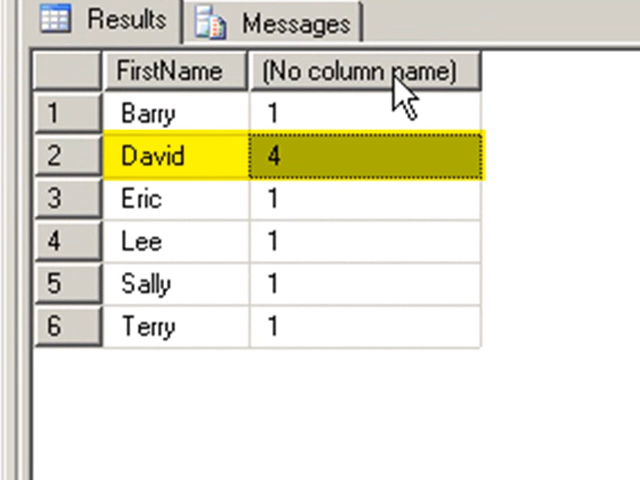 Results Messages
FirstName (No column name)
1 Barry 1
2 David 4
3 Eric 1
4 Lee 1
5 Sally 1
6 Terry 1